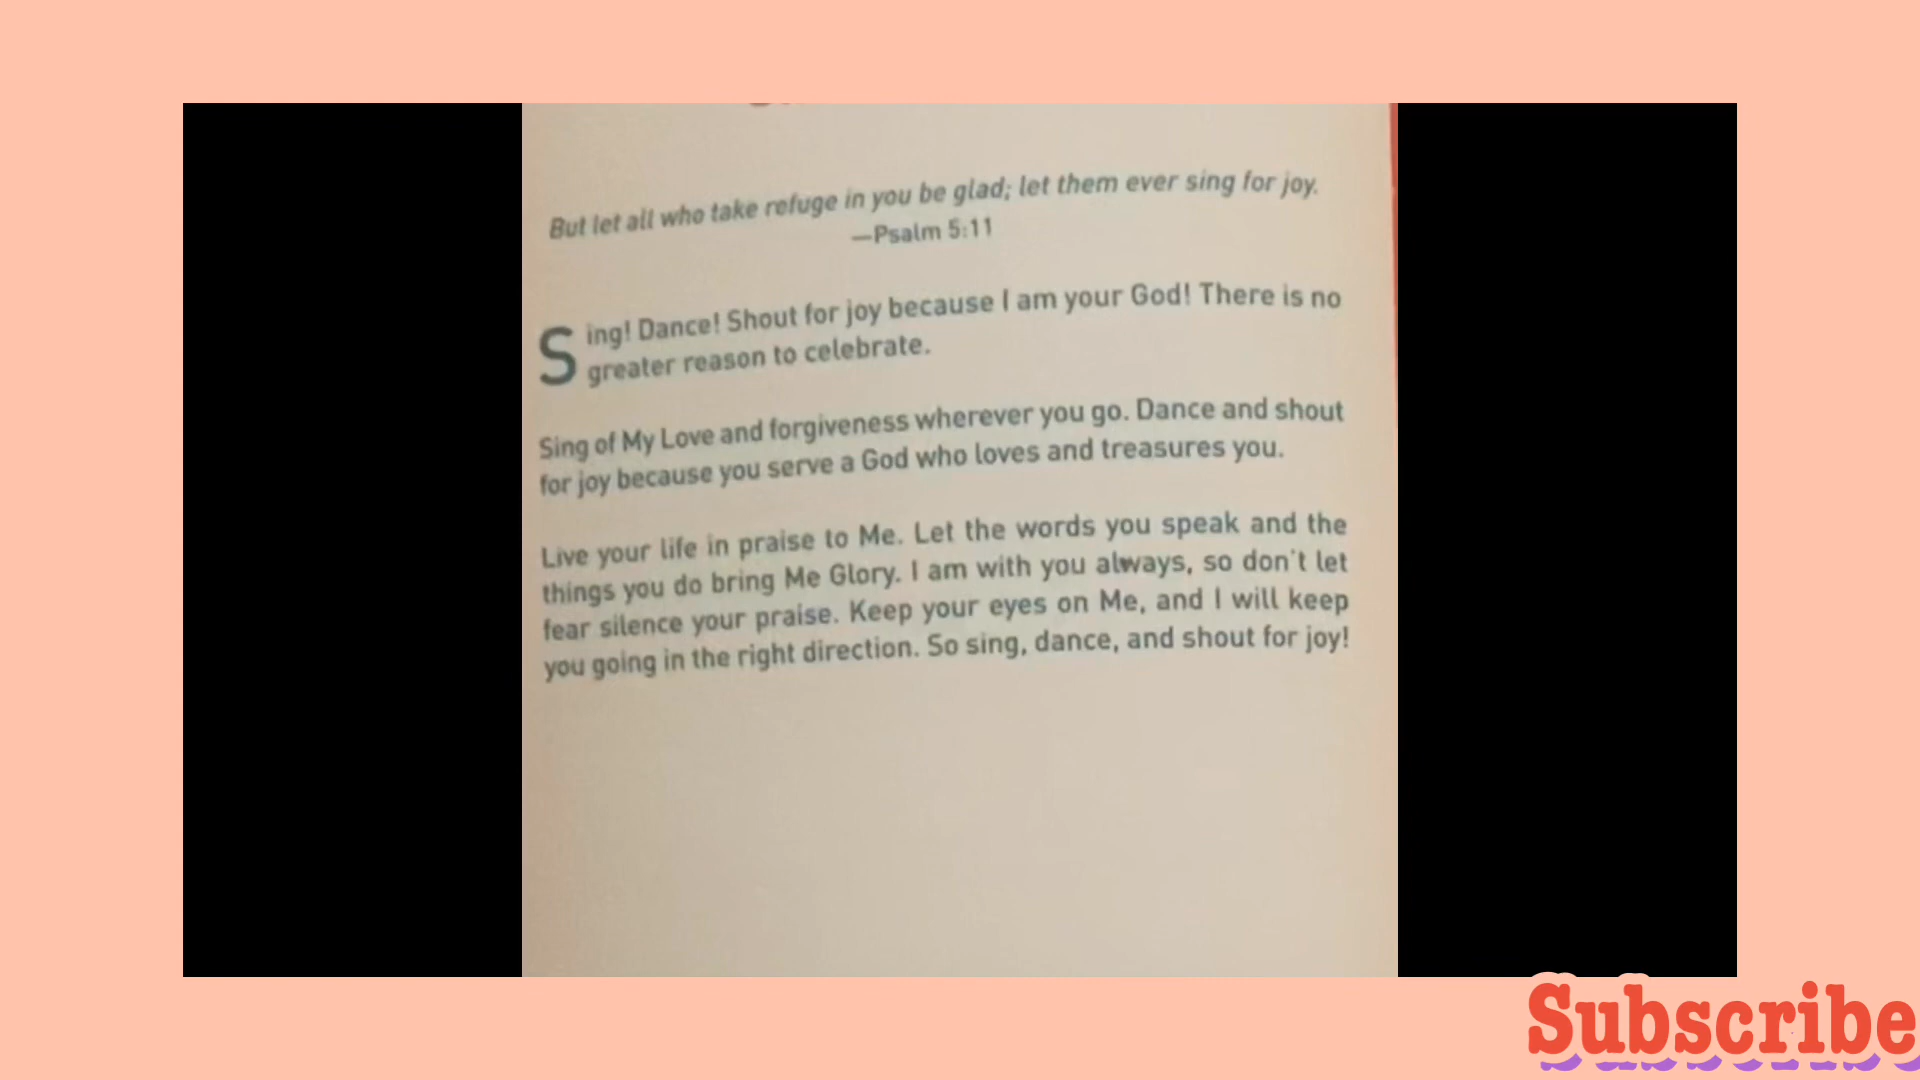 But let all who take refuge in you be glad; let them ever sing for joy.
—Psalm 5:11
Sing! Dance! Shout for joy because I am your God! There is no
greater reason to celebrate.
Sing of My Love and forgiveness wherever you go. Dance and shout
for joy because you serve a God who loves and treasures you.
Live your life in praise to Me. Let the words you speak and the
things you do bring Me Glory. I am with you always, so don't let
fear silence your praise. Keep your eyes on Me, and I will keep
you going in the right direction. So sing, dance, and shout for joy!
Subscribe